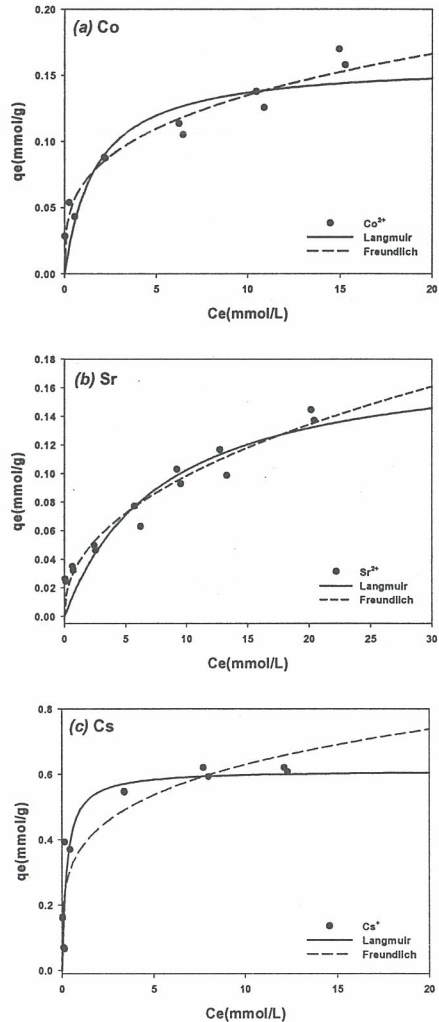 (a) Co
qe(mmol/g)
0.20
0.15
0.10
0.05
0.00
Co²⁺
Langmuir
Freundlich
0 5 10 15 20
Ce(mmol/L)
(b) Sr
qe(mmol/g)
0.18
0.16
0.14
0.12
0.10
0.08
0.06
0.04
0.02
0.00
Sr²⁺
Langmuir
Freundlich
0 5 10 15 20 25 30
Ce(mmol/L)
(c) Cs
qe(mmol/g)
0.8
0.6
0.4
0.2
0.0
Cs⁺
Langmuir
Freundlich
0 5 10 15 20
Ce(mmol/L)